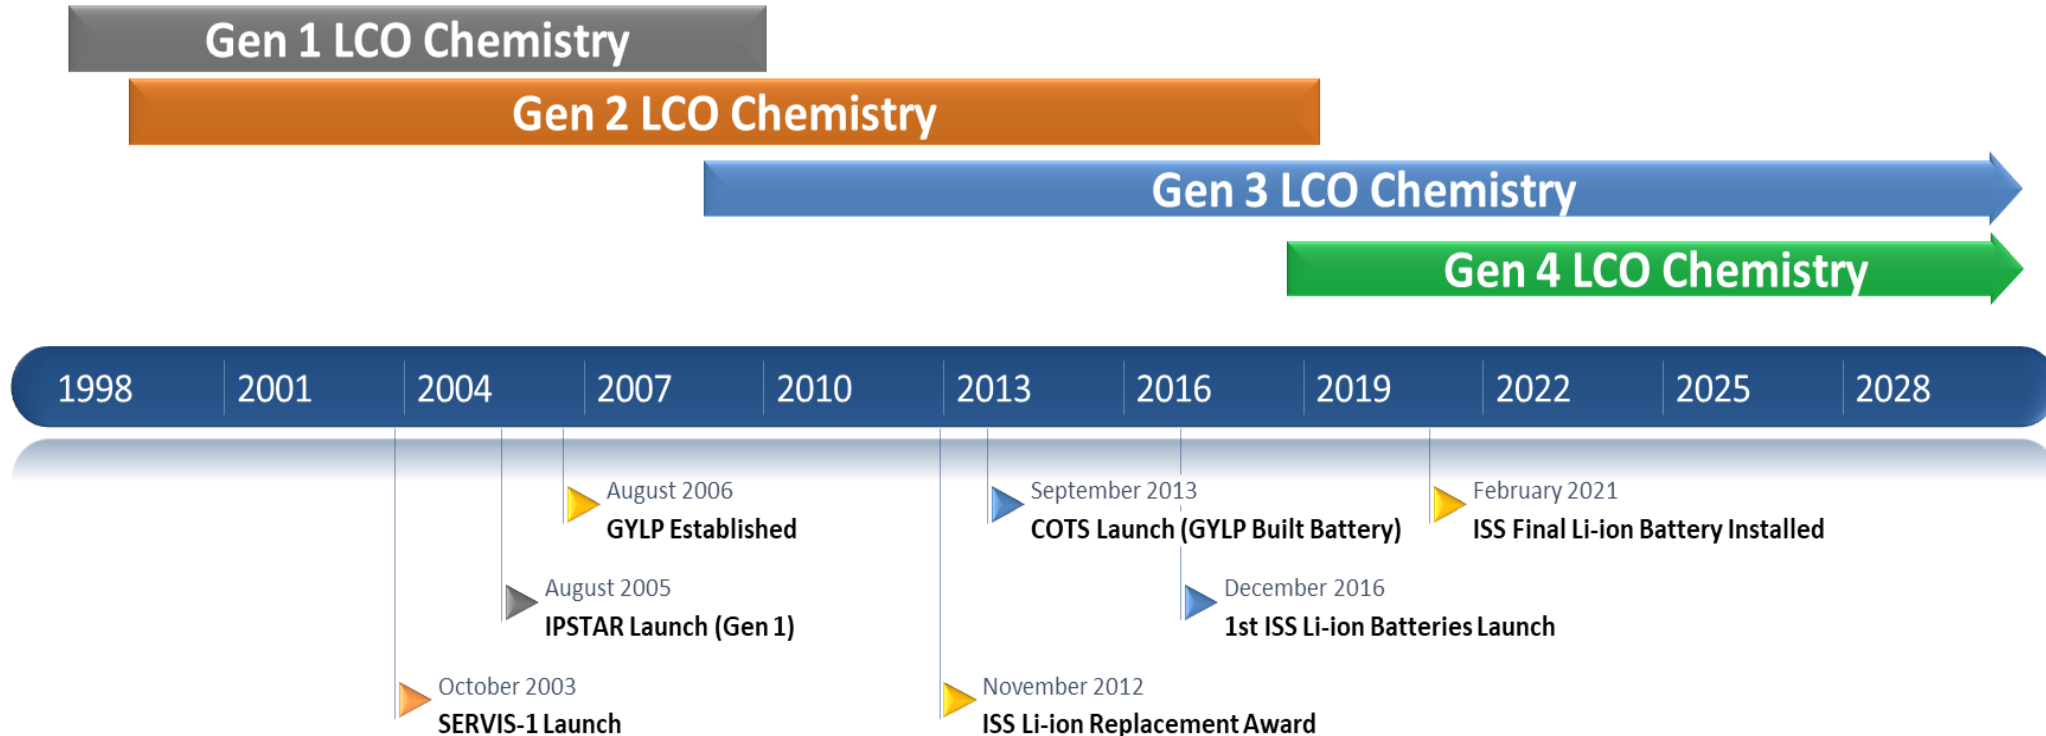 Gen 1 LCO Chemistry
Gen 2 LCO Chemistry
Gen 3 LCO Chemistry
Gen 4 LCO Chemistry
1998 2001 2004 2007 2010 2013 2016 2019 2022 2025 2028
August 2006
GYLP Established
September 2013
COTS Launch (GYLP Built Battery)
February 2021
ISS Final Li-ion Battery Installed
August 2005
IPSTAR Launch (Gen 1)
December 2016
1st ISS Li-ion Batteries Launch
October 2003
SERVIS-1 Launch
November 2012
ISS Li-ion Replacement Award